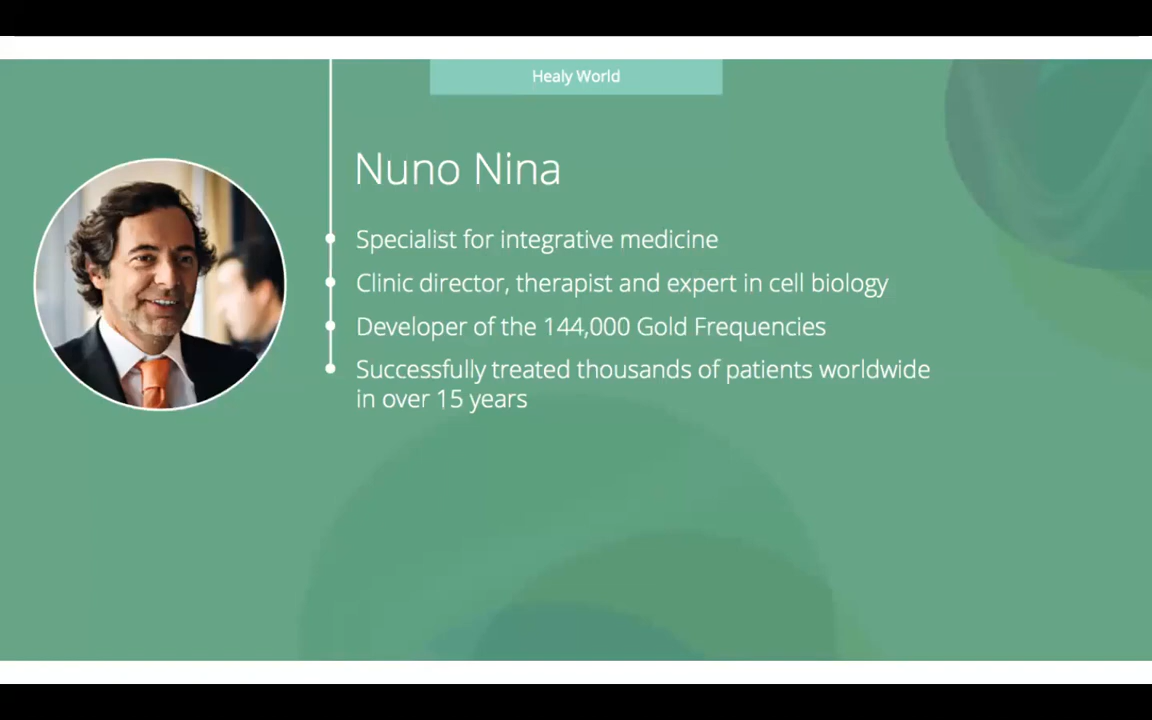 Healy World
Nuno Nina
Specialist for integrative medicine
Clinic director, therapist and expert in cell biology
Developer of the 144,000 Gold Frequencies
Successfully treated thousands of patients worldwide
in over 15 years